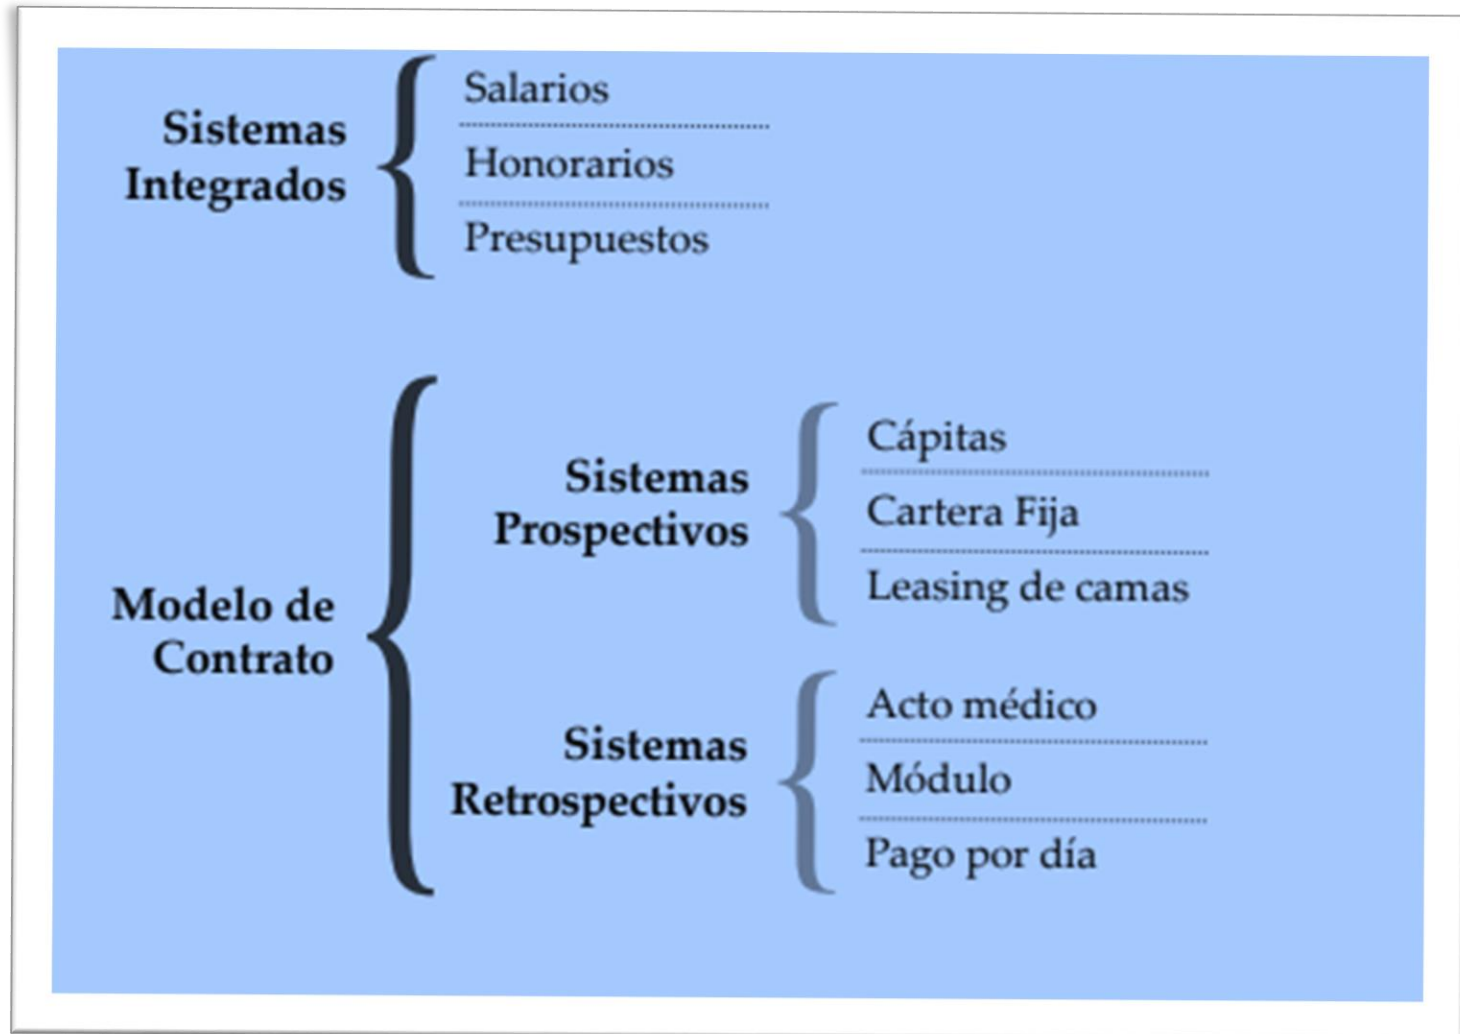 Sistemas
Integrados
Salarios
Honorarios
Presupuestos
Modelo de
Contrato
Sistemas
Prospectivos
Cápitas
Cartera Fija
Leasing de camas
Sistemas
Retrospectivos
Acto médico
Módulo
Pago por día